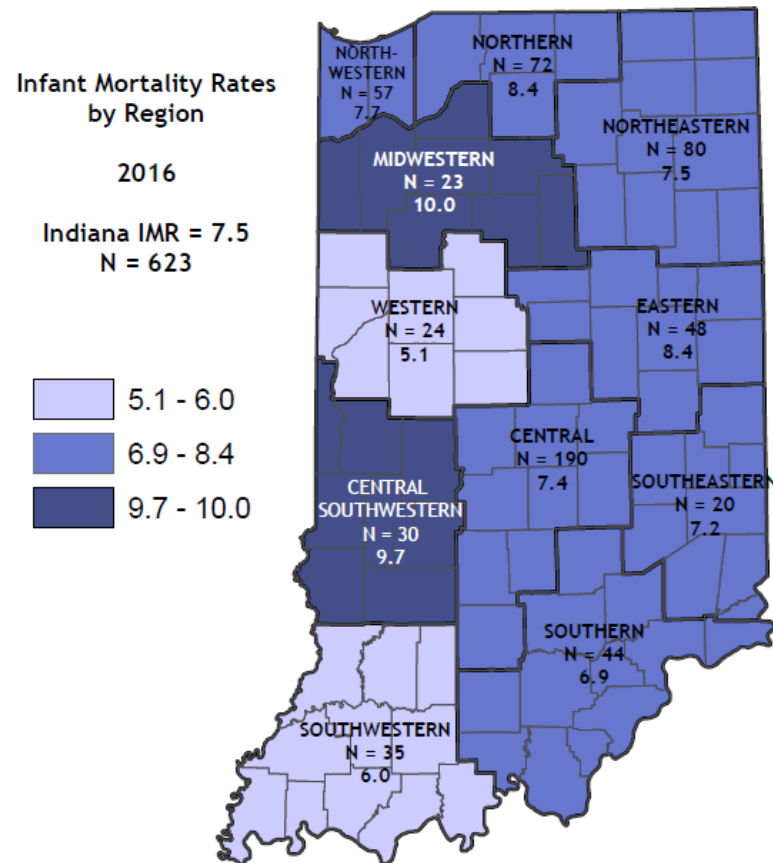 Infant Mortality Rates
by Region
2016
Indiana IMR = 7.5
N = 623
5.1 - 6.0
6.9 - 8.4
9.7 - 10.0
NORTH-
WESTERN
N = 57
7.7
NORTHERN
N = 72
8.4
NORTHEASTERN
N = 80
7.5
MIDWESTERN
N = 23
10.0
WESTERN
N = 24
5.1
EASTERN
N = 48
8.4
CENTRAL
N = 190
7.4
CENTRAL
SOUTHWESTERN
N = 30
9.7
SOUTHEASTERN
N = 20
7.2
SOUTHERN
N = 44
6.9
SOUTHWESTERN
N = 35
6.0